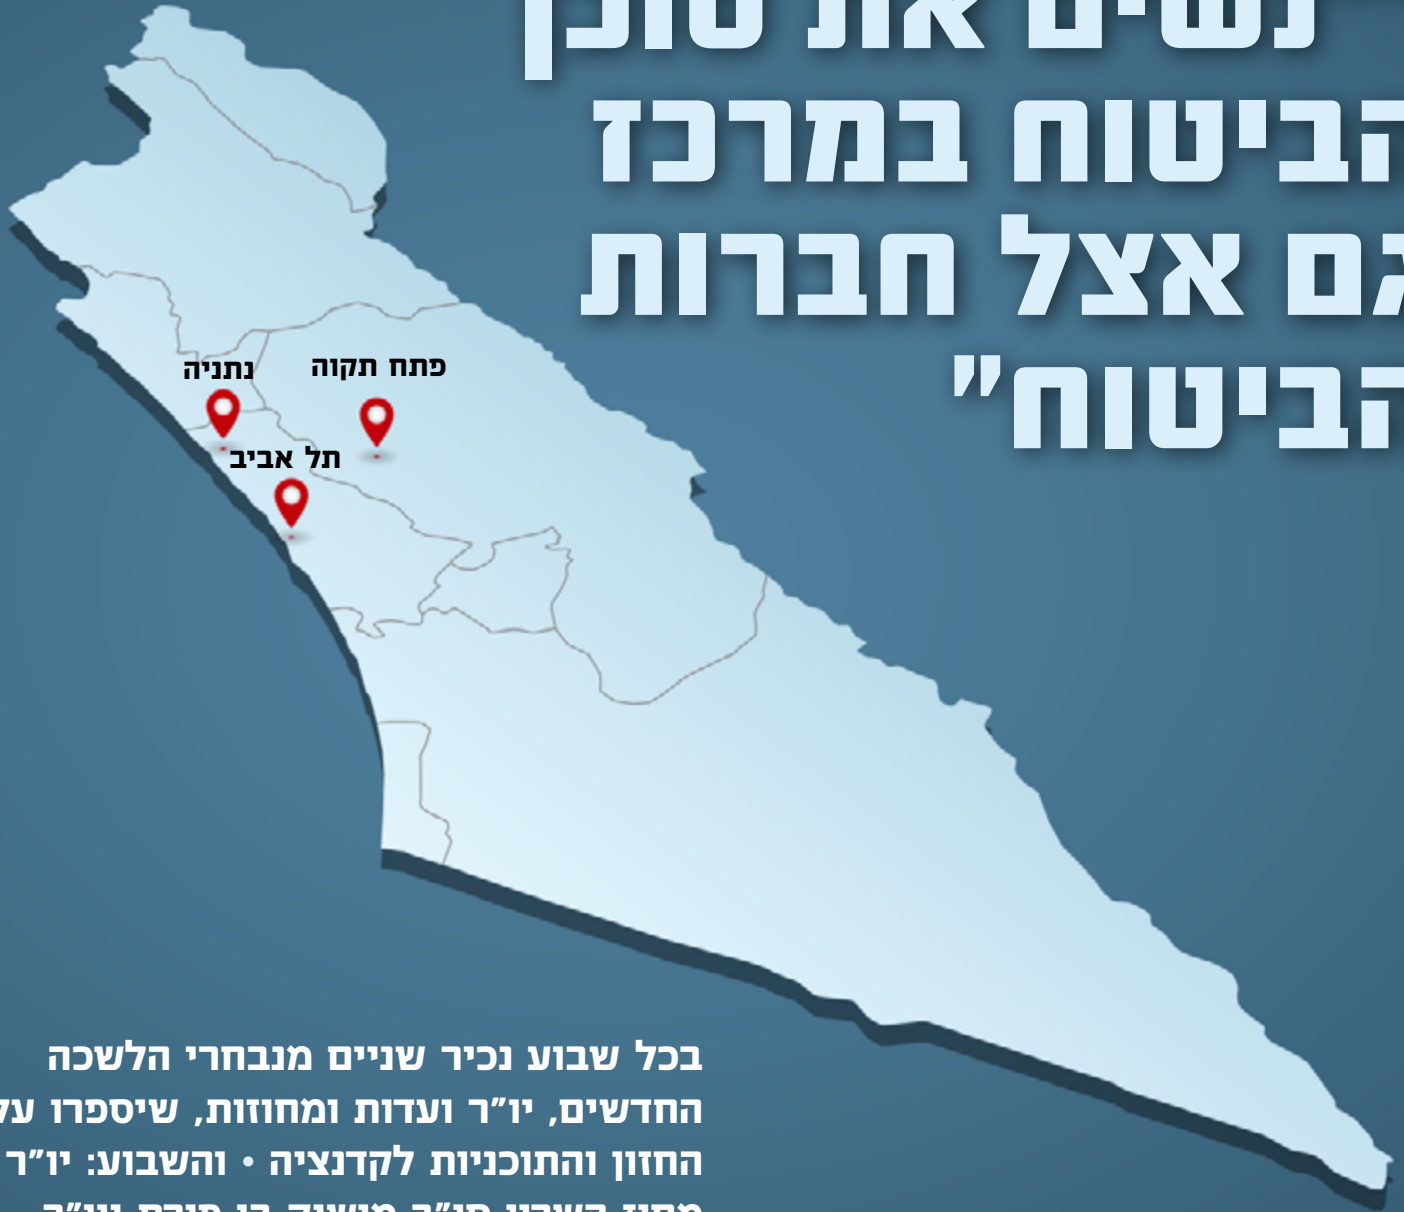 נשים את סוכן
הביטוח במרכז
גם אצל חברות
הביטוח"
נתניה
פתח תקוה
תל אביב
בכל שבוע נכיר שניים מנבחרי הלשכה
החדשים, יו"ר ועדות ומחוזות, שיספרו על
החזון והתוכניות לקדנציה • והשבוע: יו"ר